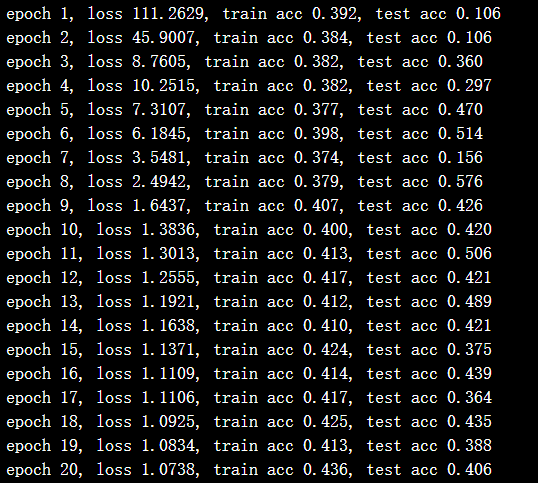 epoch 1, loss 111.2629, train acc 0.392, test acc 0.106
epoch 2, loss 45.9007, train acc 0.384, test acc 0.106
epoch 3, loss 8.7605, train acc 0.382, test acc 0.360
epoch 4, loss 10.2515, train acc 0.382, test acc 0.297
epoch 5, loss 7.3107, train acc 0.377, test acc 0.470
epoch 6, loss 6.1845, train acc 0.398, test acc 0.514
epoch 7, loss 3.5481, train acc 0.374, test acc 0.156
epoch 8, loss 2.4942, train acc 0.379, test acc 0.576
epoch 9, loss 1.6437, train acc 0.407, test acc 0.426
epoch 10, loss 1.3836, train acc 0.400, test acc 0.420
epoch 11, loss 1.3013, train acc 0.413, test acc 0.506
epoch 12, loss 1.2555, train acc 0.417, test acc 0.421
epoch 13, loss 1.1921, train acc 0.412, test acc 0.489
epoch 14, loss 1.1638, train acc 0.410, test acc 0.421
epoch 15, loss 1.1371, train acc 0.424, test acc 0.375
epoch 16, loss 1.1109, train acc 0.414, test acc 0.439
epoch 17, loss 1.1106, train acc 0.417, test acc 0.364
epoch 18, loss 1.0925, train acc 0.425, test acc 0.435
epoch 19, loss 1.0834, train acc 0.413, test acc 0.388
epoch 20, loss 1.0738, train acc 0.436, test acc 0.406